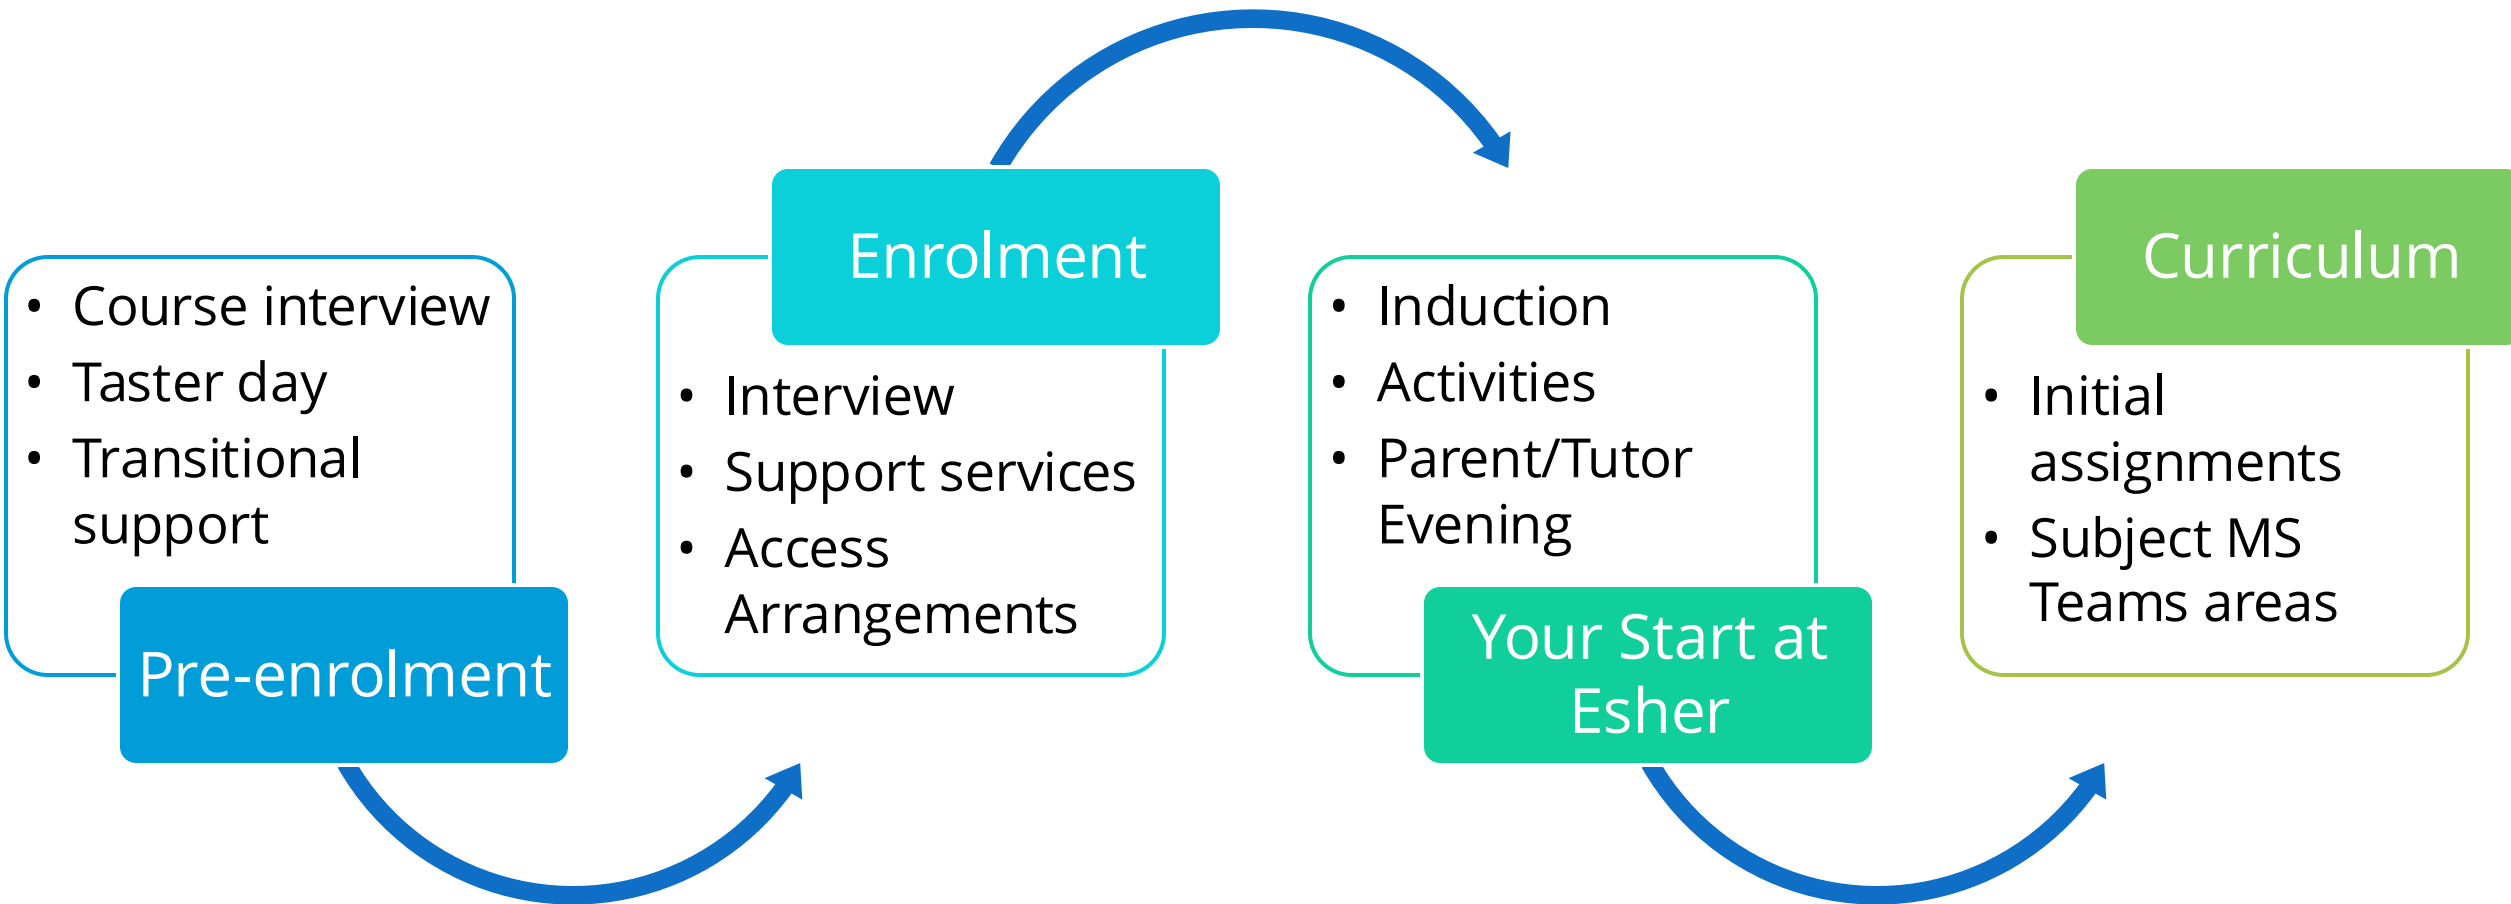 • Course interview
• Taster day
• Transitional
support
Pre-enrolment
Enrolment
• Interview
• Support services
• Access
Arrangements
• Induction
• Activities
• Parent/Tutor
Evening
Your Start at
Esher
Curriculum
• Initial
assignments
• Subject MS
Teams areas